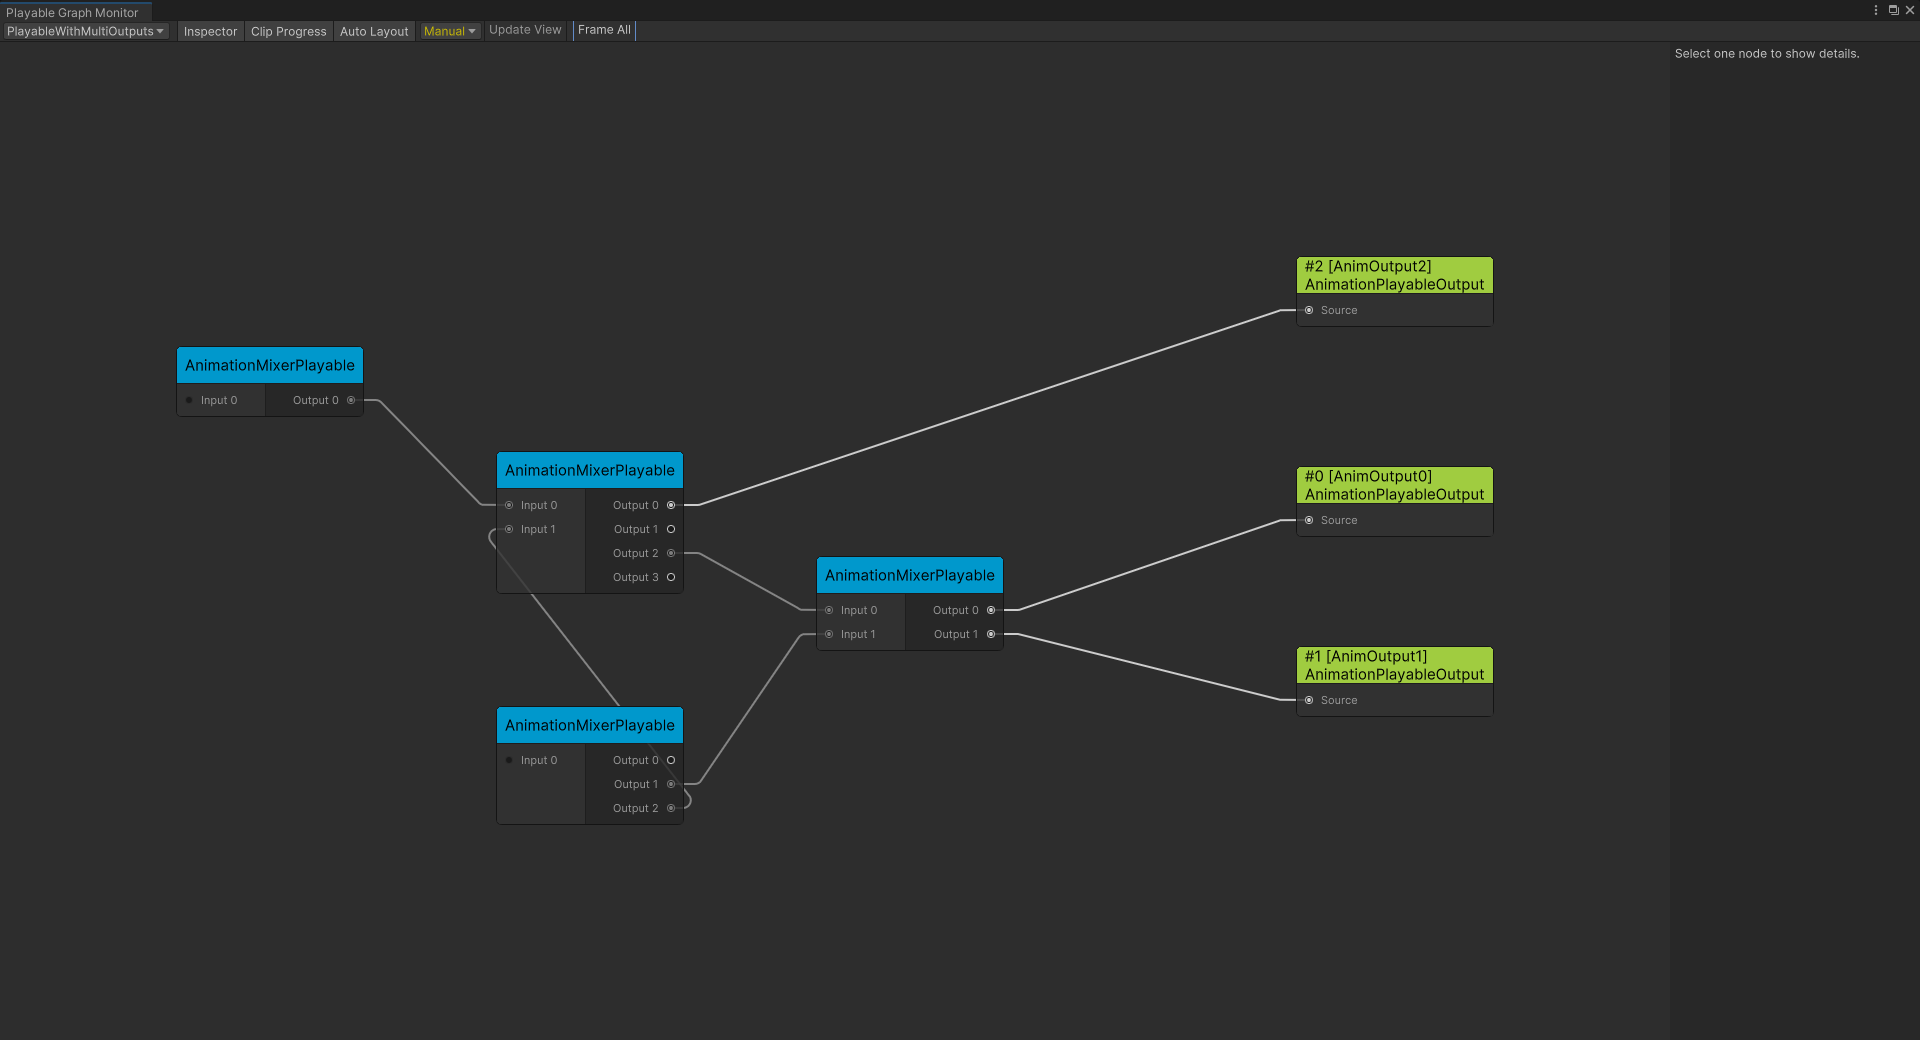 Playable Graph Monitor
PlayableWithMultiOutputs
Inspector
Clip Progress
Auto Layout
Manual
Update View
Frame All
Select one node to show details.
#2 [AnimOutput2]
AnimationPlayableOutput
Source
AnimationMixerPlayable
Input 0
Output 0
AnimationMixerPlayable
Input 0
Output 0
Input 1
Output 1
Output 2
Output 3
#0 [AnimOutput0]
AnimationPlayableOutput
Source
AnimationMixerPlayable
Input 0
Output 0
Input 1
Output 1
#1 [AnimOutput1]
AnimationPlayableOutput
Source
AnimationMixerPlayable
Input 0
Output 0
Output 1
Output 2